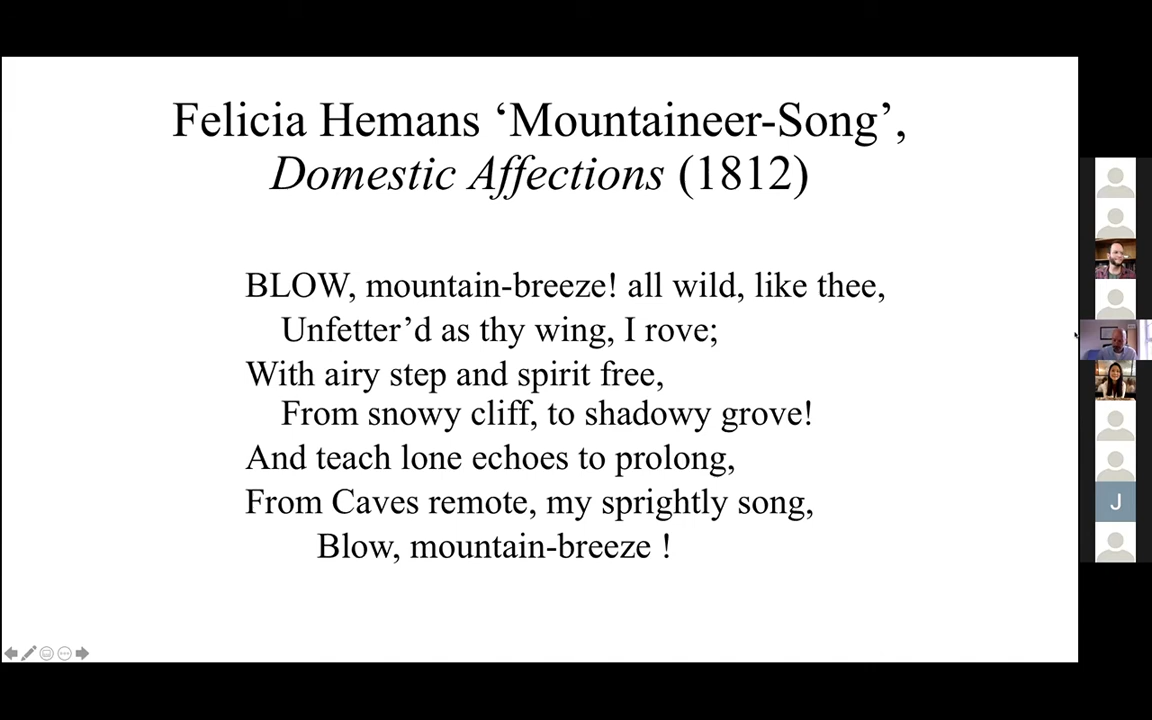 Felicia Hemans ‘Mountaineer-Song’,
Domestic Affections (1812)
BLOW, mountain-breeze! all wild, like thee,
Unfetter’d as thy wing, I rove;
With airy step and spirit free,
From snowy cliff, to shadowy grove!
And teach lone echoes to prolong,
From Caves remote, my sprightly song,
Blow, mountain-breeze !
J